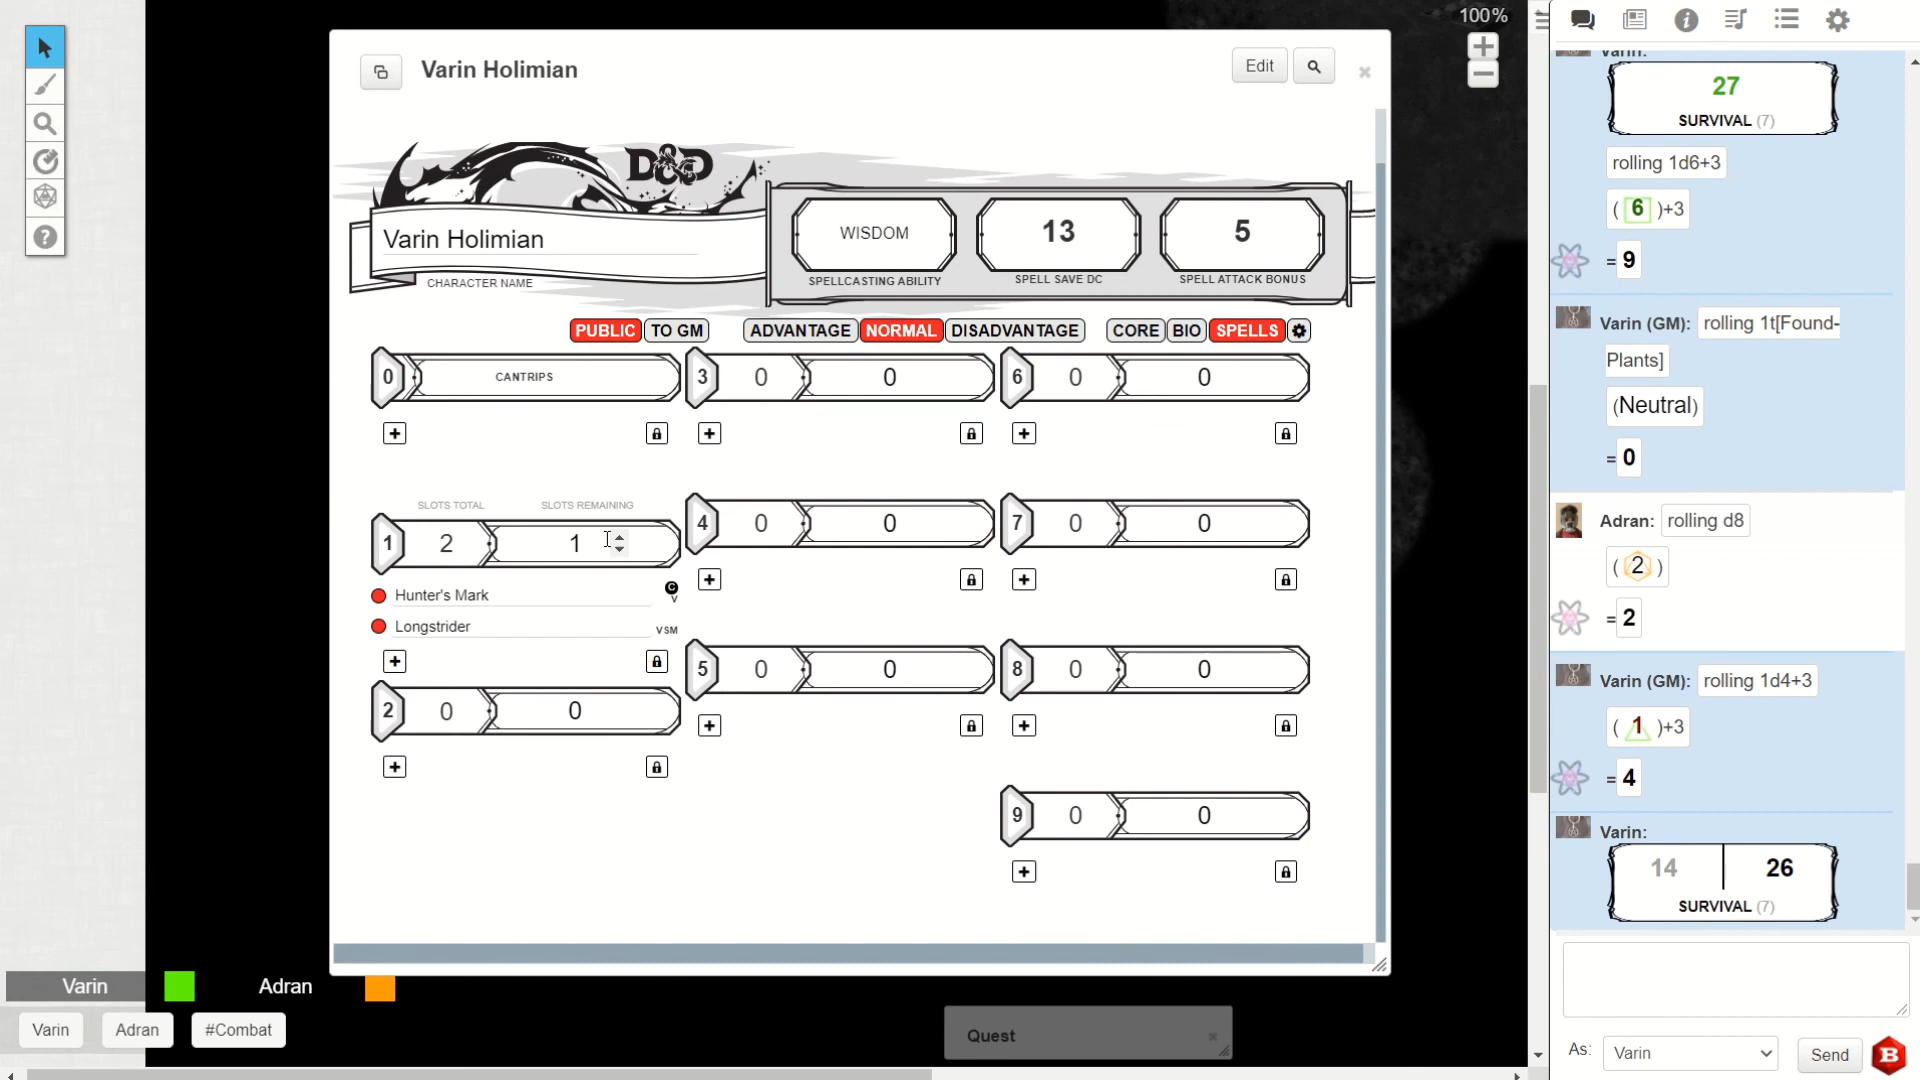 Varin Holimian
Edit
100%
D&D
Varin Holimian
CHARACTER NAME
WISDOM
SPELLCASTING ABILITY
13
SPELL SAVE DC
5
SPELL ATTACK BONUS
PUBLIC TO GM ADVANTAGE NORMAL DISADVANTAGE CORE BIO SPELLS
0 CANTRIPS
SLOTS TOTAL SLOTS REMAINING
1 2 1
Hunter's Mark
C
V
Longstrider V S M
2 0 0
3 0 0
4 0 0
5 0 0
6 0 0
7 0 0
8 0 0
9 0 0
Varin Adran
Varin Adran #Combat
Quest
Varin:
27
SURVIVAL (7)
rolling 1d6+3
( 6 )+3
=9
Varin (GM): rolling 1t[Found-
Plants]
(Neutral)
=0
Adran: rolling d8
( 2 )
=2
Varin (GM): rolling 1d4+3
( 1 )+3
=4
Varin:
14 26
SURVIVAL (7)
As: Varin Send B